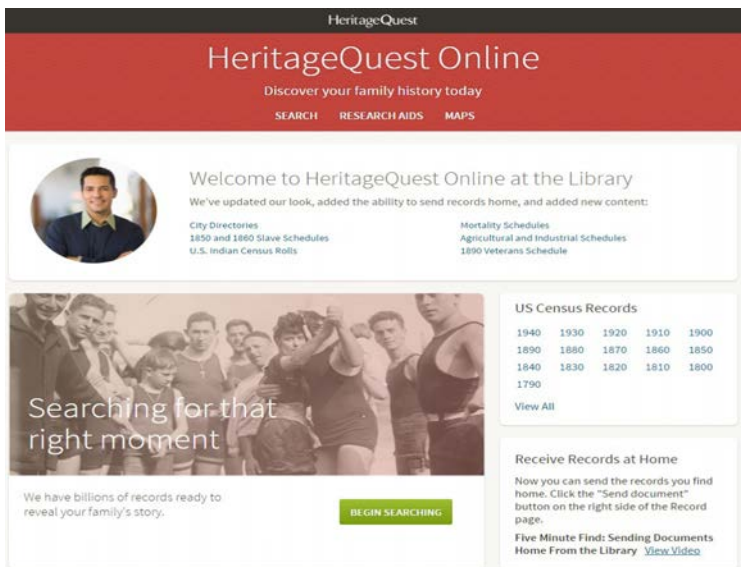 HeritageQuest
HeritageQuest Online
Discover your family history today
SEARCH RESEARCH AIDS MAPS
Welcome to HeritageQuest Online at the Library
We've updated our look, added the ability to send records home, and added new content:
City Directories
1850 and 1860 Slave Schedules
U.S. Indian Census Rolls
Mortality Schedules
Agricultural and Industrial Schedules
1890 Veterans Schedule
Searching for that
right moment
We have billions of records ready to
reveal your family's story.
BEGIN SEARCHING
US Census Records
1940 1930 1920 1910 1900
1890 1880 1870 1860 1850
1840 1830 1820 1810 1800
1790
View All
Receive Records at Home
Now you can send the records you find
home. Click the "Send document"
button on the right side of the Record
page.
Five Minute Find: Sending Documents
Home From the Library View Video